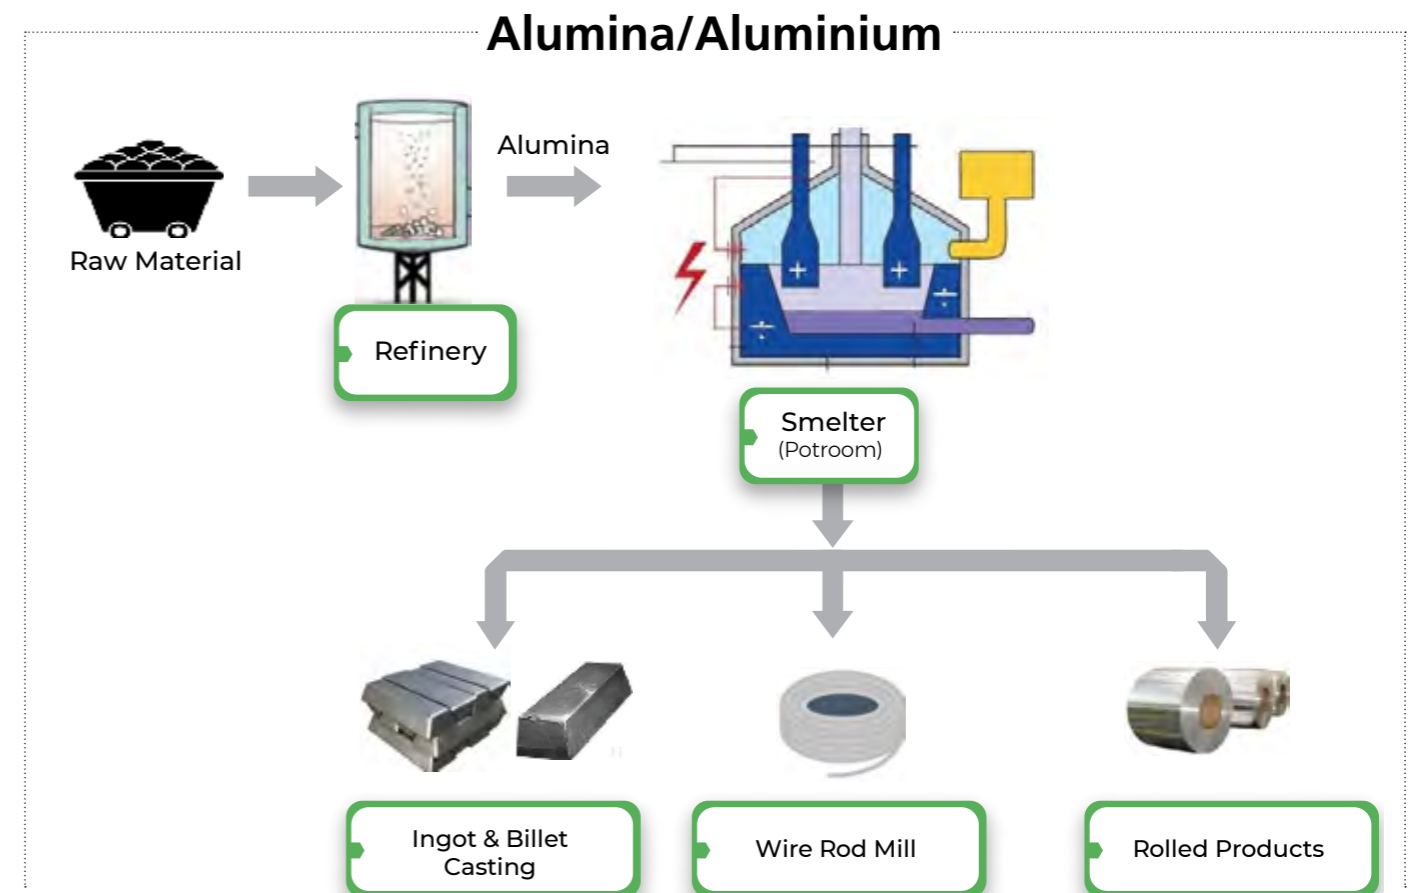 Alumina/Aluminium
Alumina
Raw Material
Refinery
Smelter
(Potroom)
Ingot & Billet
Casting
Wire Rod Mill
Rolled Products